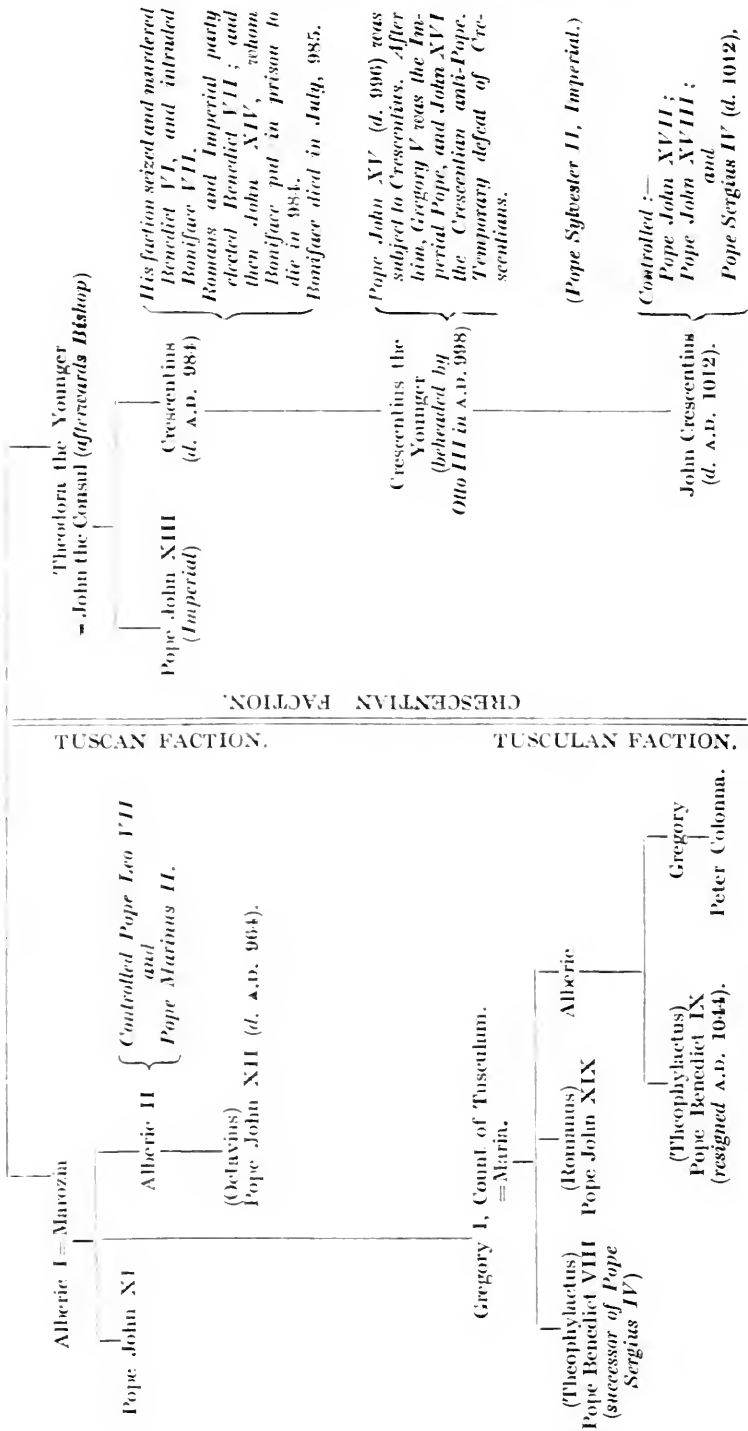 Alberic I=Marozia
Pope John XI
Alberic II
Controlled Pope Leo VII
and
Pope Marinus II.
(Octavius)
Pope John XII (d. A.D. 964).
Gregory I, Count of Tusculum.
=Maria.
(Theophylactus)
Pope Benedict VIII
(successor of Pope
Sergius IV)
(Romanus)
Pope John XIX
Alberic
(Theophylactus)
Pope Benedict IX
(resigned A.D. 1044).
Gregory
Peter Colonna.
TUSCAN FACTION.
TUSCULAN FACTION.
CRESCENTIAN FACTION.
Theodora the Younger
=John the Consul (afterwards Bishop)
Pope John XIII
(Imperial)
Crescentius
(d. A.D. 984)
His faction seized and murdered
Benedict VI, and intruded
Boniface VII.
Romans and Imperial party
elected Benedict VII; and
then John XIV, whom
Boniface put in prison to
die in 984.
Boniface died in July, 985.
Crescentius the
Younger
(beheaded by
Otto III in A.D. 998)
Pope John XV (d. 996) was
subject to Crescentius. After
him, Gregory V was the Im-
perial Pope, and John XVI
the Crescentian anti-Pope.
Temporary defeat of Cre-
scentians.
(Pope Sylvester II, Imperial.)
John Crescentius
(d. A.D. 1012).
Controlled :—
Pope John XVII;
Pope John XVIII;
and
Pope Sergius IV (d. 1012).